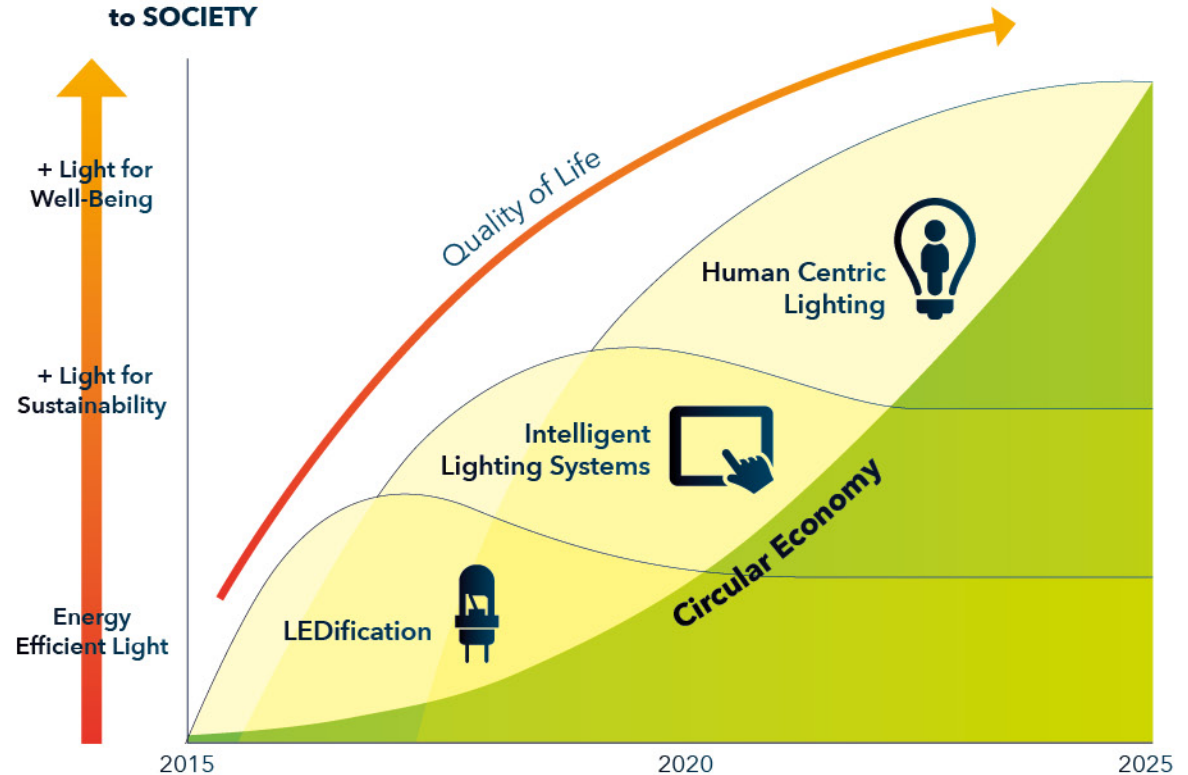 to SOCIETY
+ Light for
Well-Being
+ Light for
Sustainability
Energy
Efficient Light
Quality of Life
Human Centric
Lighting
Intelligent
Lighting Systems
LEDification
Circular Economy
2015
2020
2025